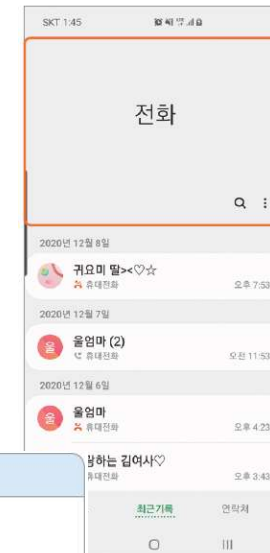 SKT 1:45
전화
2020년 12월 8일
귀요미 딸><♡☆
휴대전화 오후 7:53
2020년 12월 7일
울 울엄마 (2)
휴대전화 오전 11:53
2020년 12월 6일
울 울엄마
휴대전화 오후 4:23
하는 김여사♡
휴대전화 오후 3:43
최근기록 연락처